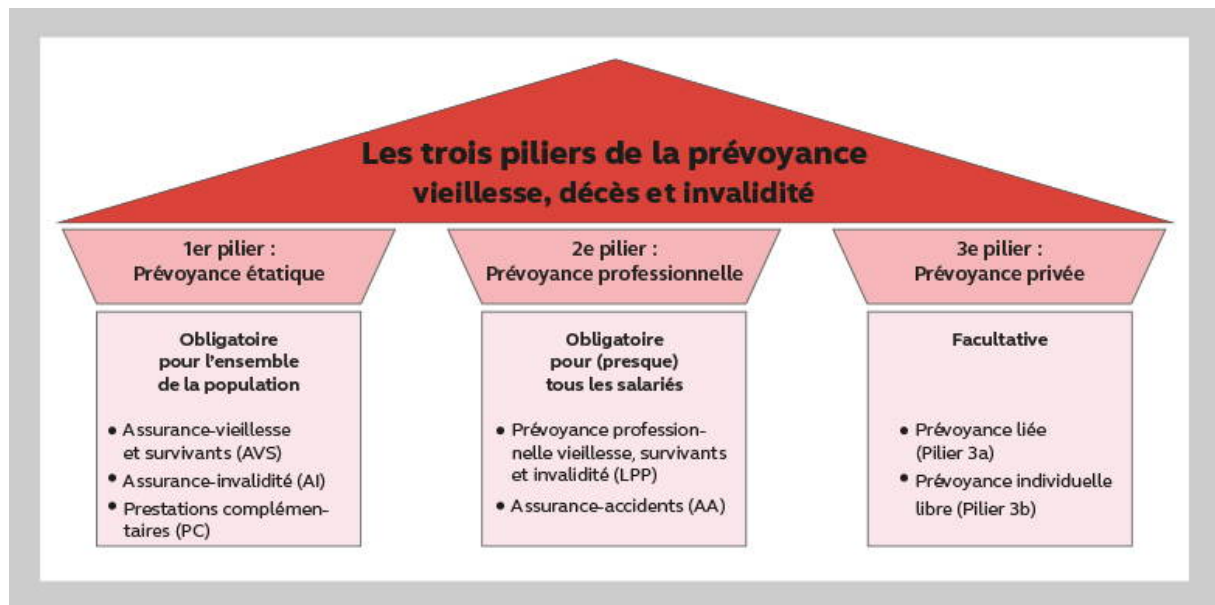 Les trois piliers de la prévoyance
vieillesse, décès et invalidité
1er pilier :
Prévoyance étatique
Obligatoire
pour l'ensemble
de la population
• Assurance-vieillesse
et survivants (AVS)
• Assurance-invalidité (AI)
• Prestations complémen-
taires (PC)
2e pilier :
Prévoyance professionnelle
Obligatoire
pour (presque)
tous les salariés
• Prévoyance profession-
nelle vieillesse, survivants
et invalidité (LPP)
• Assurance-accidents (AA)
3e pilier :
Prévoyance privée
Facultative
• Prévoyance liée
(Pilier 3a)
• Prévoyance individuelle
libre (Pilier 3b)